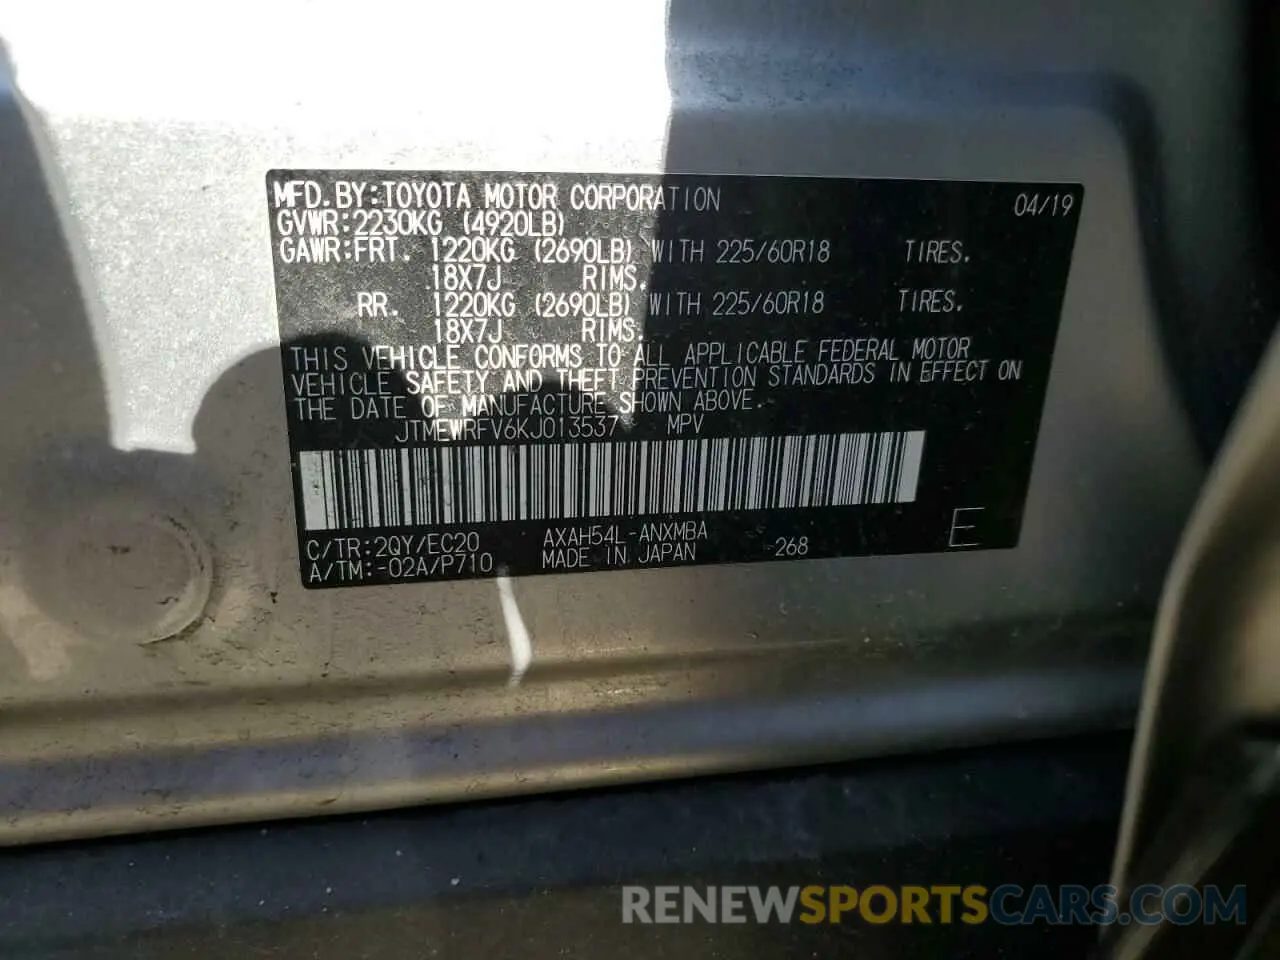 MFD.BY:TOYOTA MOTOR CORPORATION 04/19
GVWR:2230KG (4920LB)
GAWR:FRT. 1220KG (2690LB) WITH 225/60R18 TIRES.
18X7J RIMS.
RR. 1220KG (2690LB) WITH 225/60R18 TIRES.
18X7J RIMS.
THIS VEHICLE CONFORMS TO ALL APPLICABLE FEDERAL MOTOR
VEHICLE SAFETY AND THEFT PREVENTION STANDARDS IN EFFECT ON
THE DATE OF MANUFACTURE SHOWN ABOVE.
JTMEWRFV6KJ013537 MPV
C/TR:2QY/EC20 AXAH54L-ANXMBA
A/TM:-02A/P710 MADE IN JAPAN -268 E
RENEWSPORTSCARS.COM